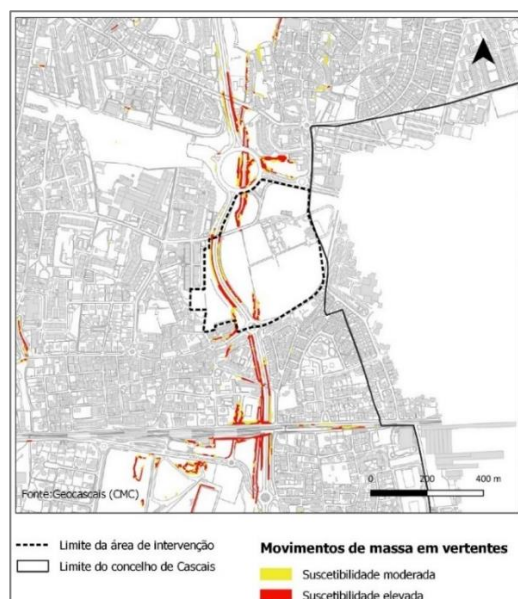 Fonte:Geocascais (CMC)
0 200 400 m
Limite da área de intervenção
Limite do concelho de Cascais
Movimentos de massa em vertentes
Suscetibilidade moderada
Suscetibilidade elevada